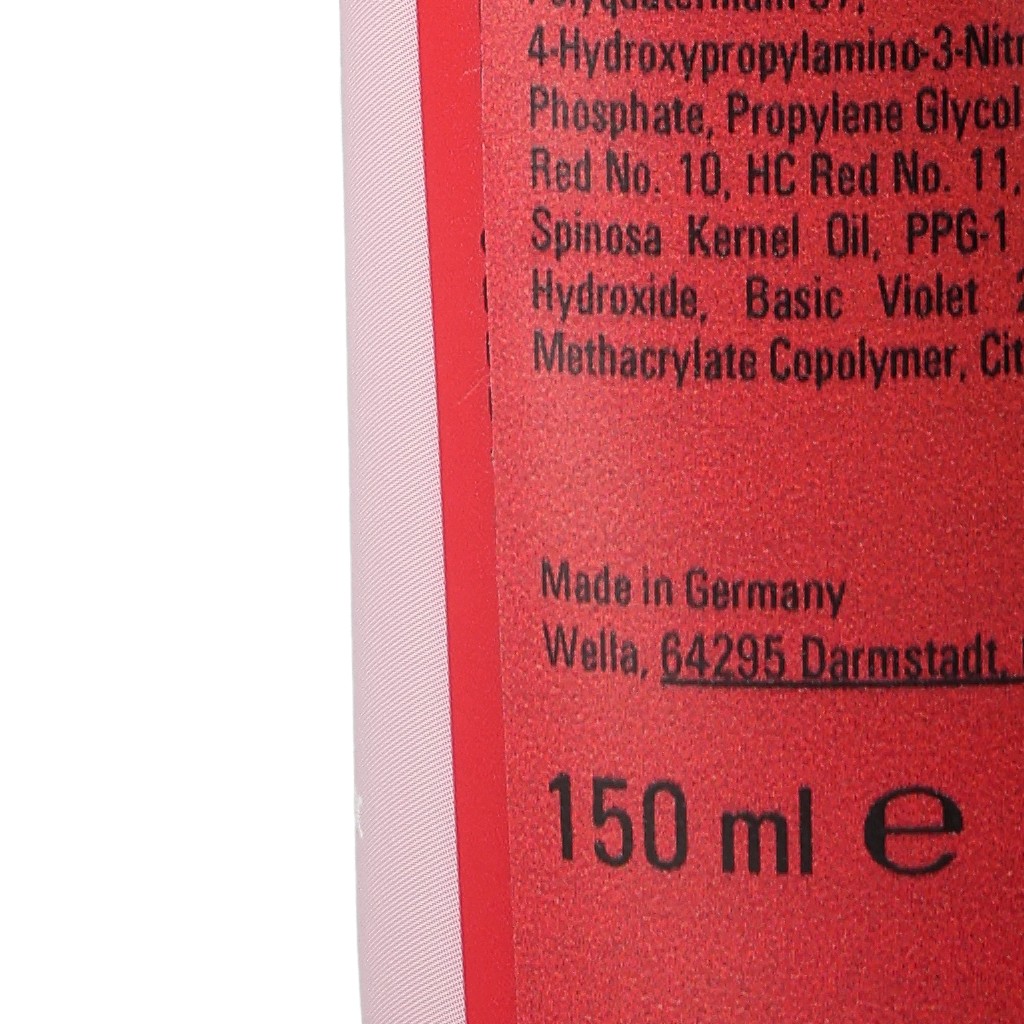 4-Hydroxypropylamino-3-Nitr
Phosphate, Propylene Glycol
Red No. 10, HC Red No. 11,
Spinosa Kernel Oil, PPG-1
Hydroxide, Basic Violet 2
Methacrylate Copolymer, Cit
Made in Germany
Wella, 64295 Darmstadt,
150 ml e